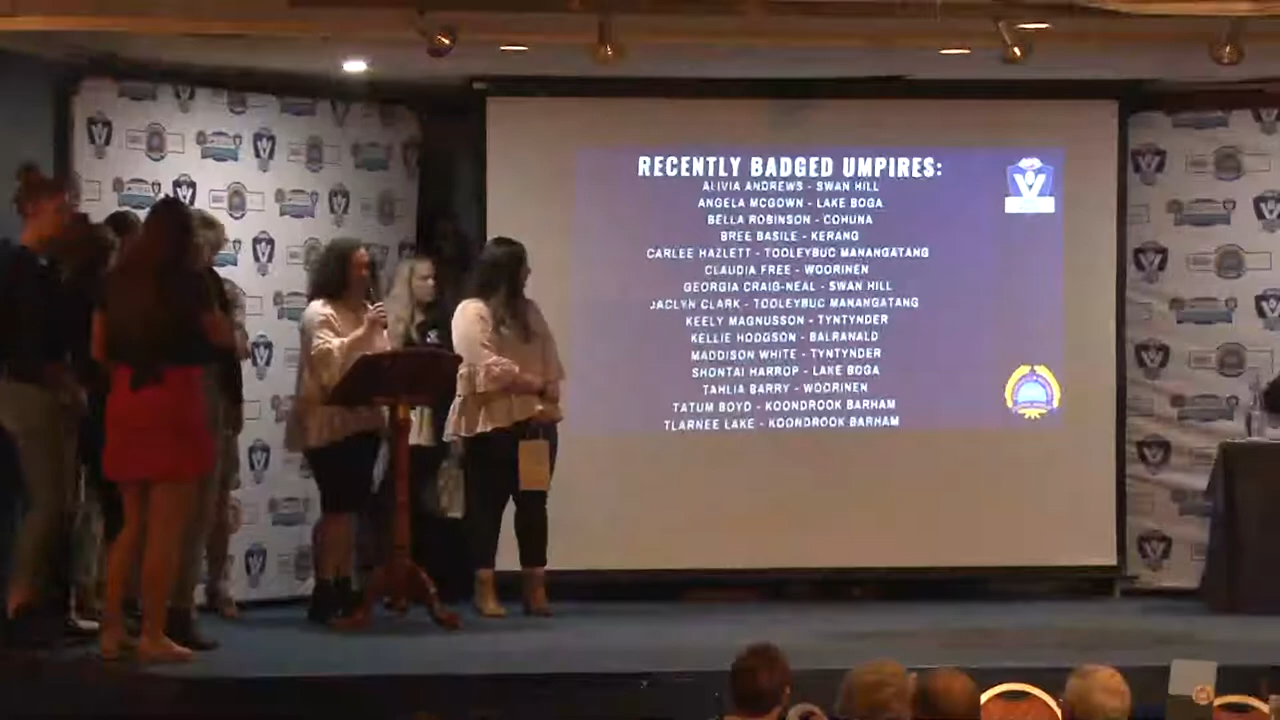 RECENTLY BADGED UMPIRES:
ALIVIA ANDREWS - SWAN HILL
ANGELA MCGOWN - LAKE BOGA
BELLA ROBINSON - COHUNA
BREE BASILE - KERANG
CARLEE HAZLETT - TOOLEYBUC MANANGATANG
CLAUDIA FREE - WOORINEN
GEORGIA CRAIG-NEAL - SWAN HILL
JACLYN CLARK - TOOLEYBUC MANANGATANG
KEELY MAGNUSSON - TYNTYNDER
KELLIE HODGSON - BALRANALD
MADDISON WHITE - TYNTYNDER
SHONTAI HARROP - LAKE BOGA
TAHLIA BARRY - WOORINEN
TATUM BOYD - KOONDROOK BARHAM
TLARNEE LAKE - KOONDROOK BARHAM